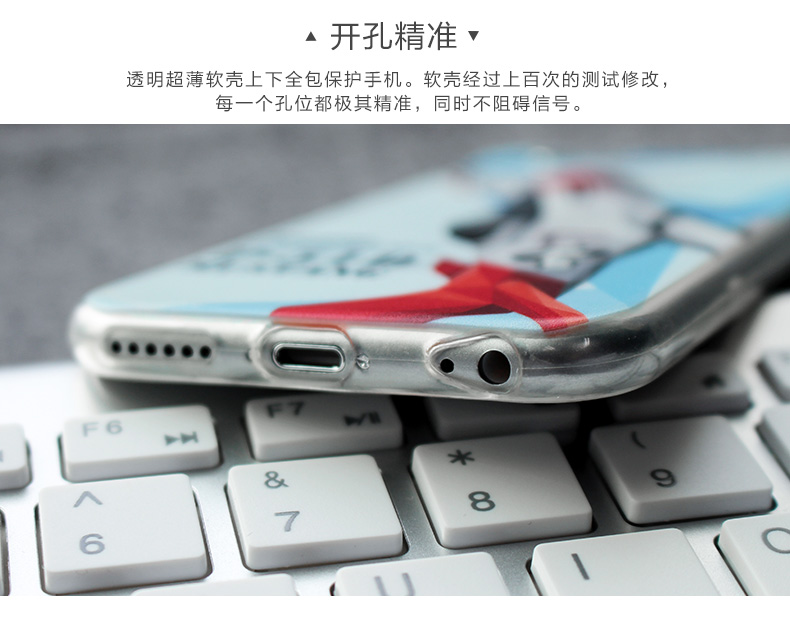 ▲ 开孔精准 ▼
透明超薄软壳上下全包保护手机。软壳经过上百次的测试修改，
每一个孔位都极其精准，同时不阻碍信号。
F6 ▶▶|
F7 ▶/||
^
6
&
7
*
8
(
9
U
I